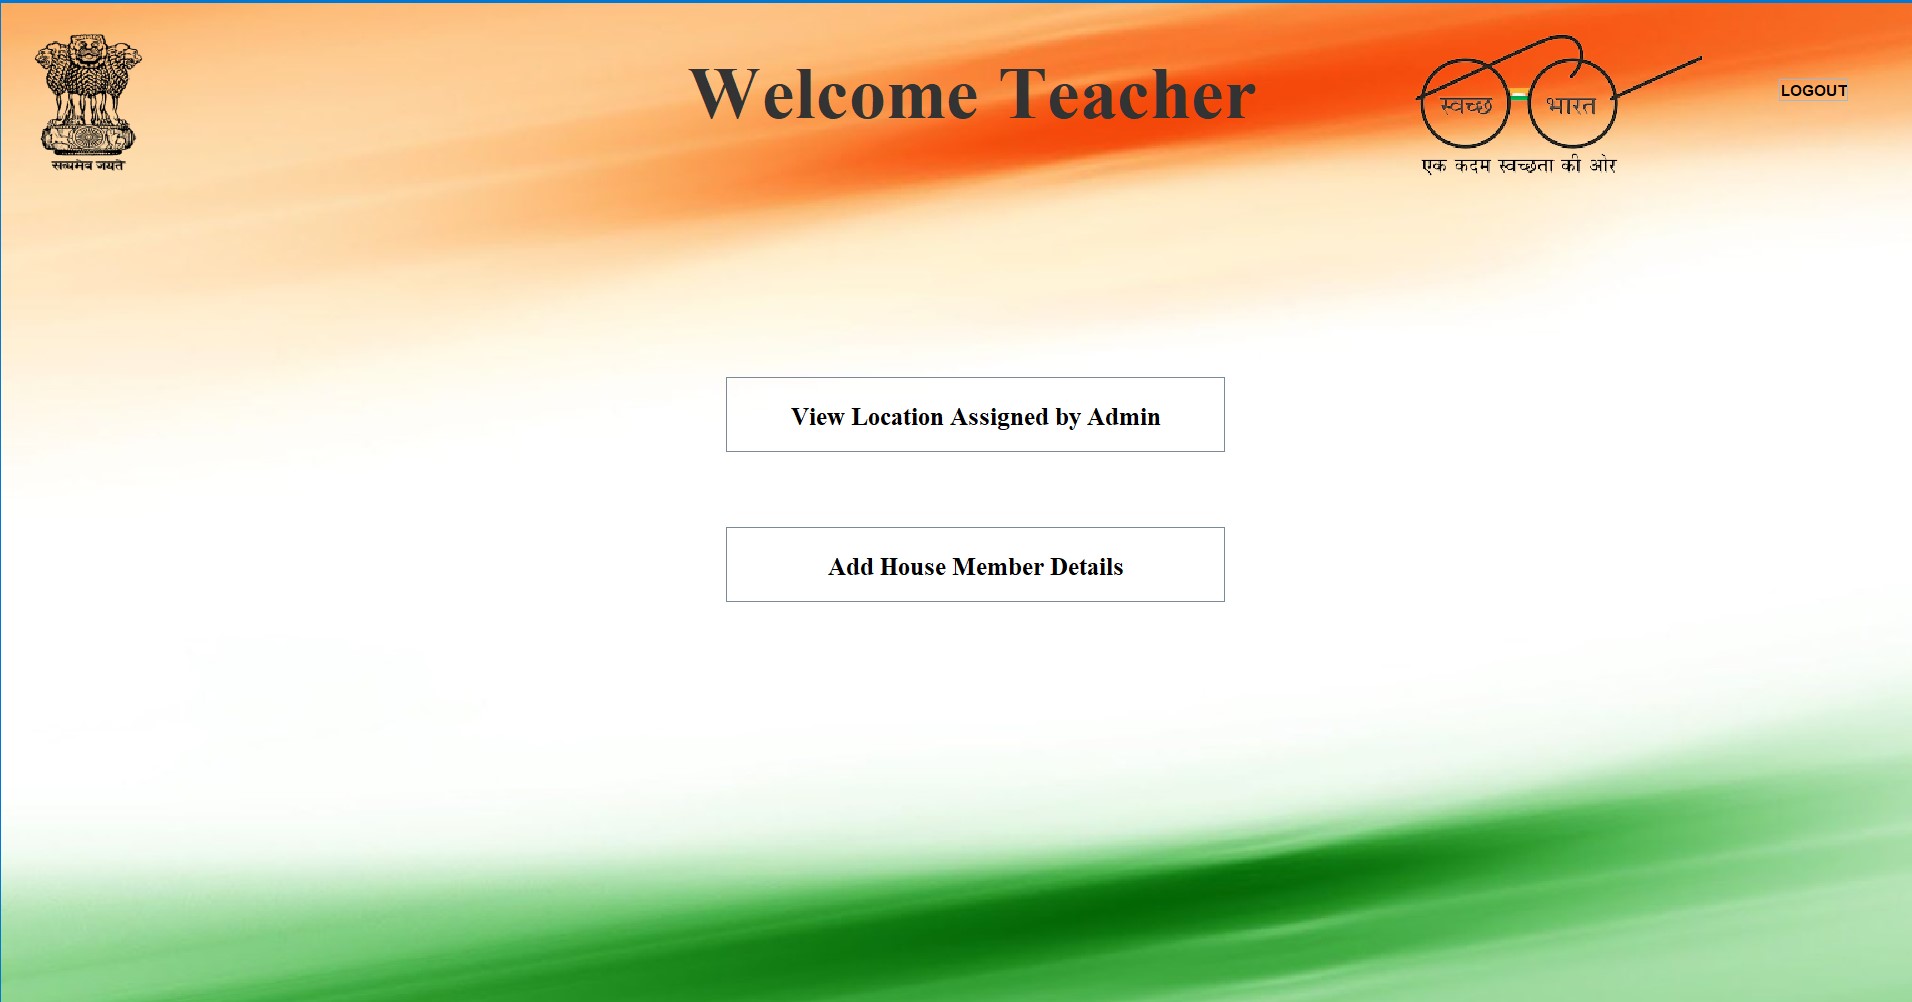 Welcome Teacher
सत्यमेव जयते
स्वच्छ भारत
एक कदम स्वच्छता की ओर
LOGOUT
View Location Assigned by Admin
Add House Member Details